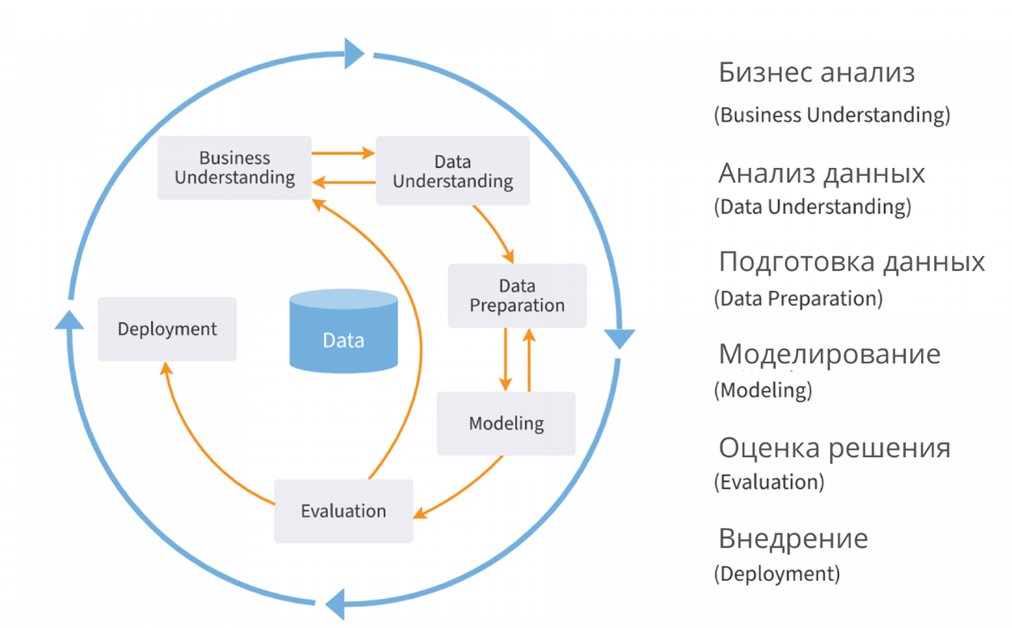 Business
Understanding
Data
Understanding
Data
Preparation
Deployment
Data
Modeling
Evaluation
Бизнес анализ
(Business Understanding)
Анализ данных
(Data Understanding)
Подготовка данных
(Data Preparation)
Моделирование
(Modeling)
Оценка решения
(Evaluation)
Внедрение
(Deployment)